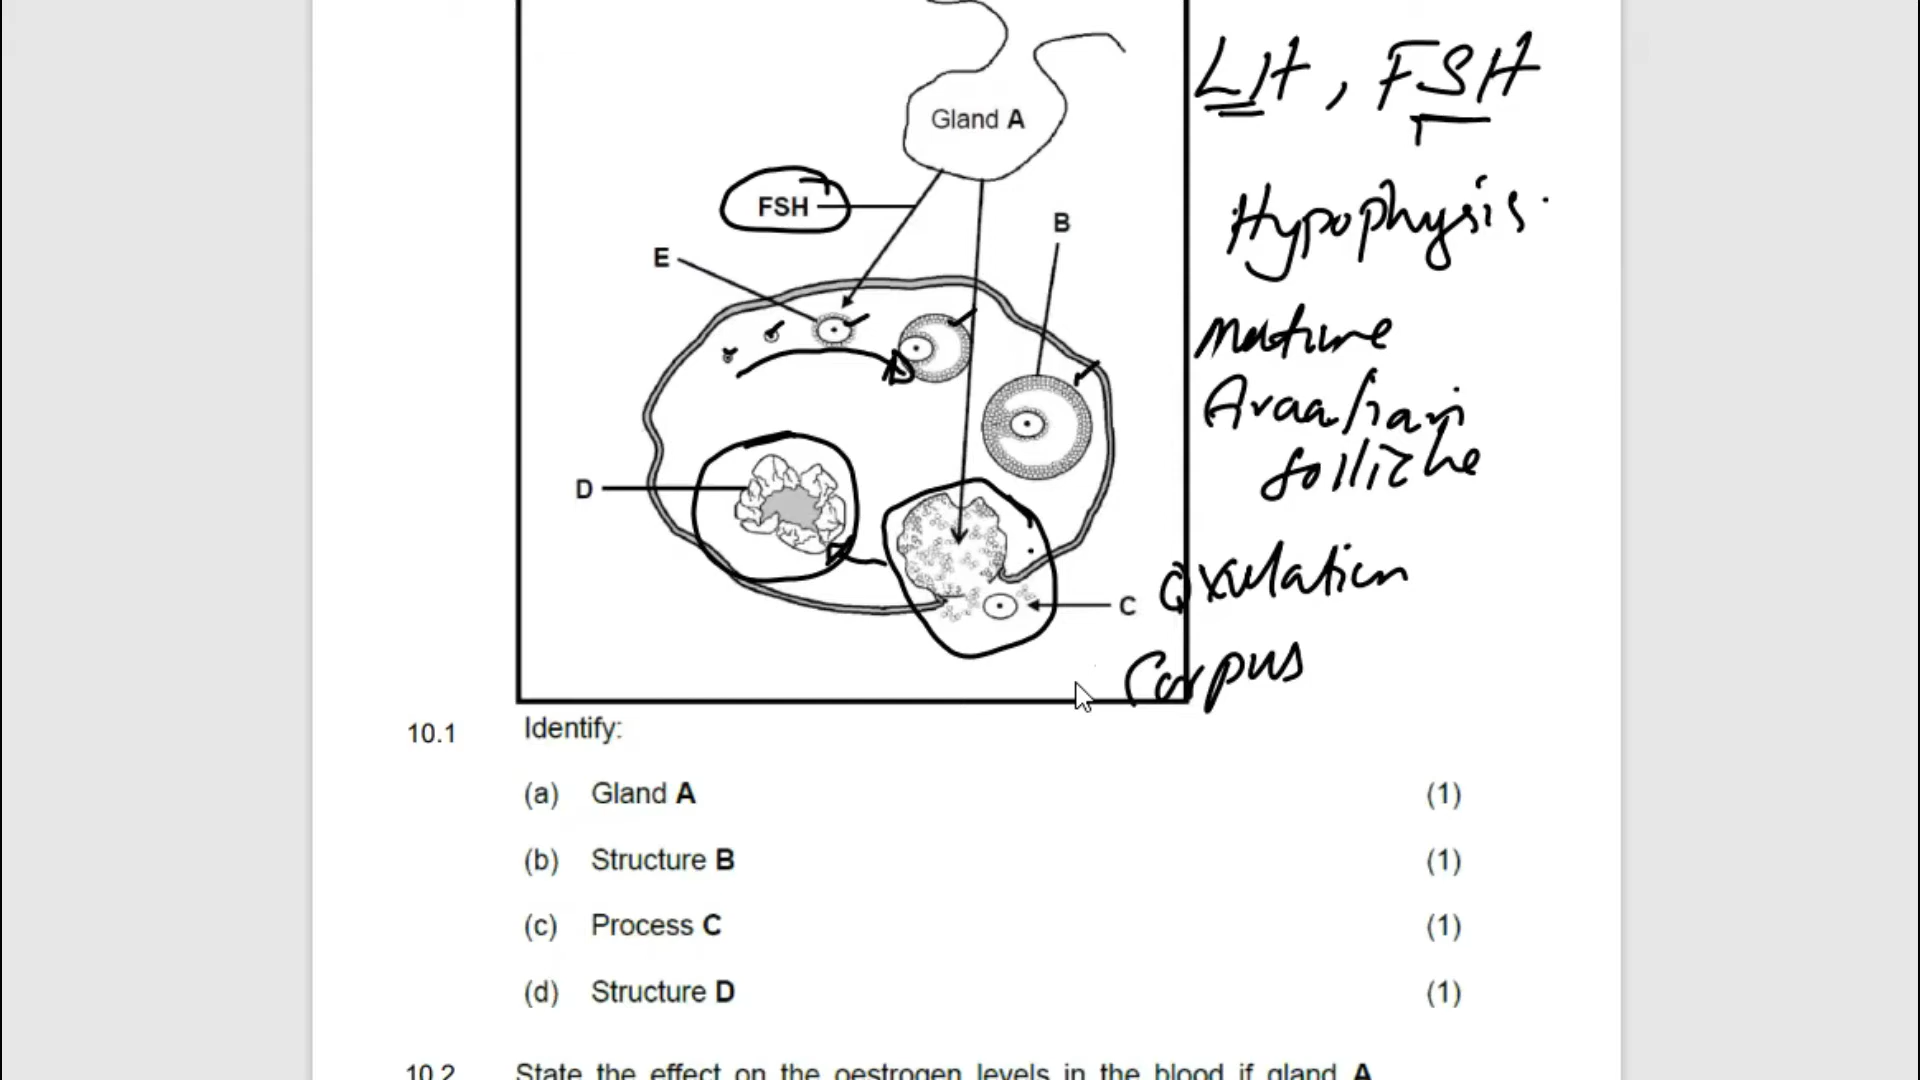 LH, FSH
Gland A
FSH
Hypophysis.
B
E
mature
Graafian
follicle
D
ovulation
C
Corpus
10.1 Identify:
(a) Gland A (1)
(b) Structure B (1)
(c) Process C (1)
(d) Structure D (1)
10.2 State the effect on the oestrogen levels in the blood if gland A